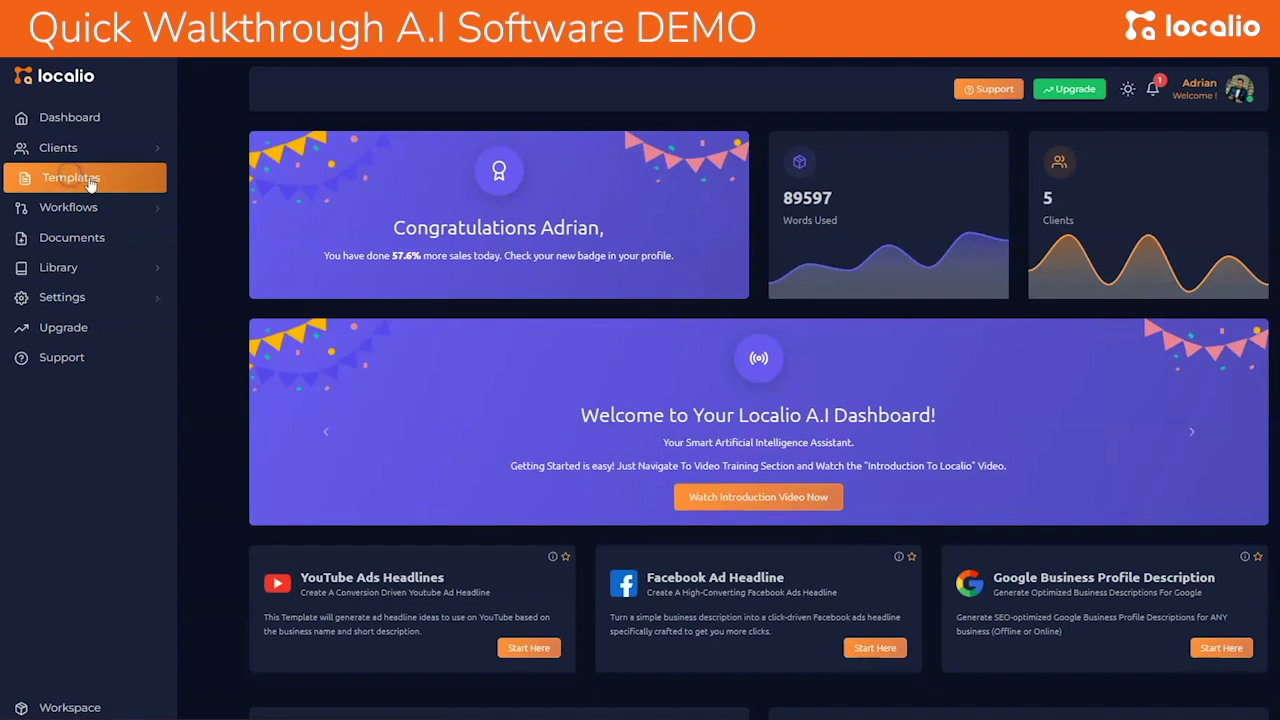 Quick Walkthrough A.I Software DEMO
localio
localio
Dashboard
Clients
Templates
Workflows
Documents
Library
Settings
Upgrade
Support
Workspace
Support
Upgrade
1
Adrian
Welcome !
Congratulations Adrian,
You have done 57.6% more sales today. Check your new badge in your profile.
89597
Words Used
5
Clients
Welcome to Your Localio A.I Dashboard!
Your Smart Artificial Intelligence Assistant.
Getting Started is easy! Just Navigate To Video Training Section and Watch the "Introduction To Localio" Video.
Watch Introduction Video Now
YouTube Ads Headlines
Create A Conversion Driven Youtube Ad Headline
This Template will generate ad headline ideas to use on YouTube based on
the business name and short description.
Start Here
Facebook Ad Headline
Create A High-Converting Facebook Ads Headline
Turn a simple business description into a click-driven Facebook ads headline
specifically crafted to get you more clicks.
Start Here
Google Business Profile Description
Generate Optimized Business Descriptions For Google
Generate SEO-optimized Google Business Profile Descriptions for ANY
business (Offline or Online)
Start Here